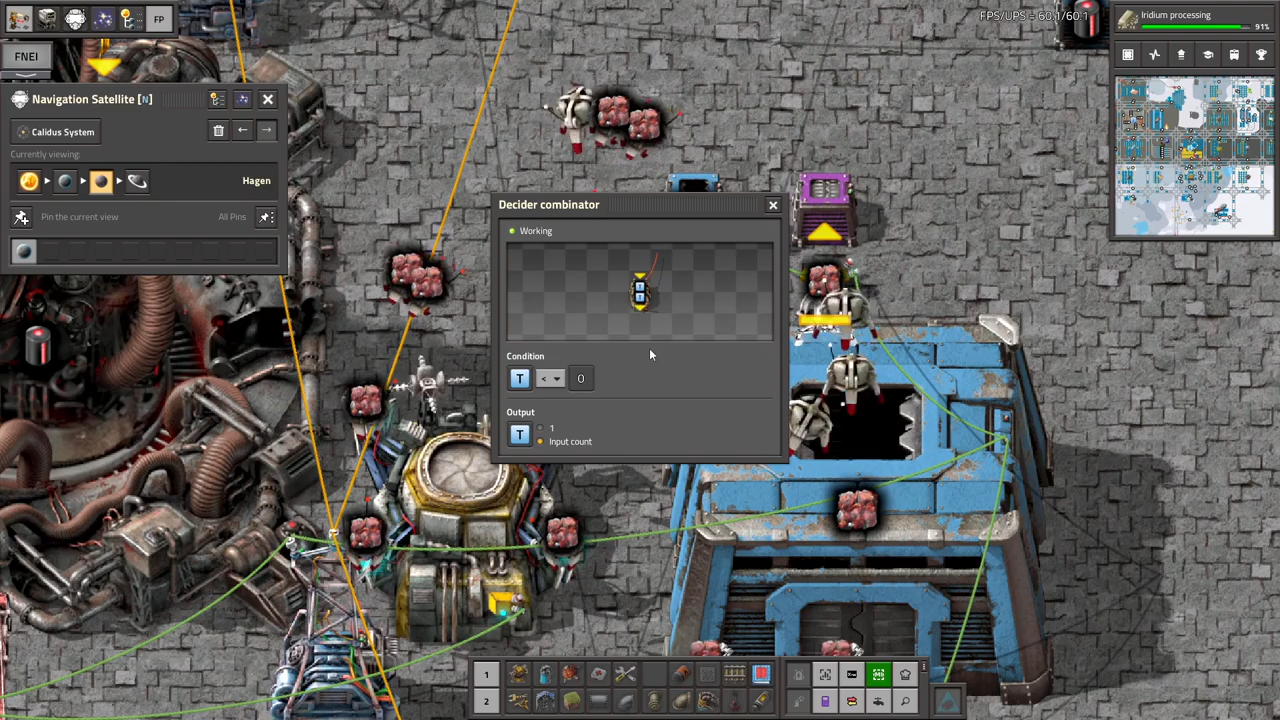 FP
FPS/UPS = 60.1/60.1
Iridium processing
91%
FNEI
Navigation Satellite [N]
Calidus System
Currently viewing:
Hagen
Pin the current view
All Pins
Decider combinator
Working
Condition
T < 0
Output
T
1
Input count
1
2